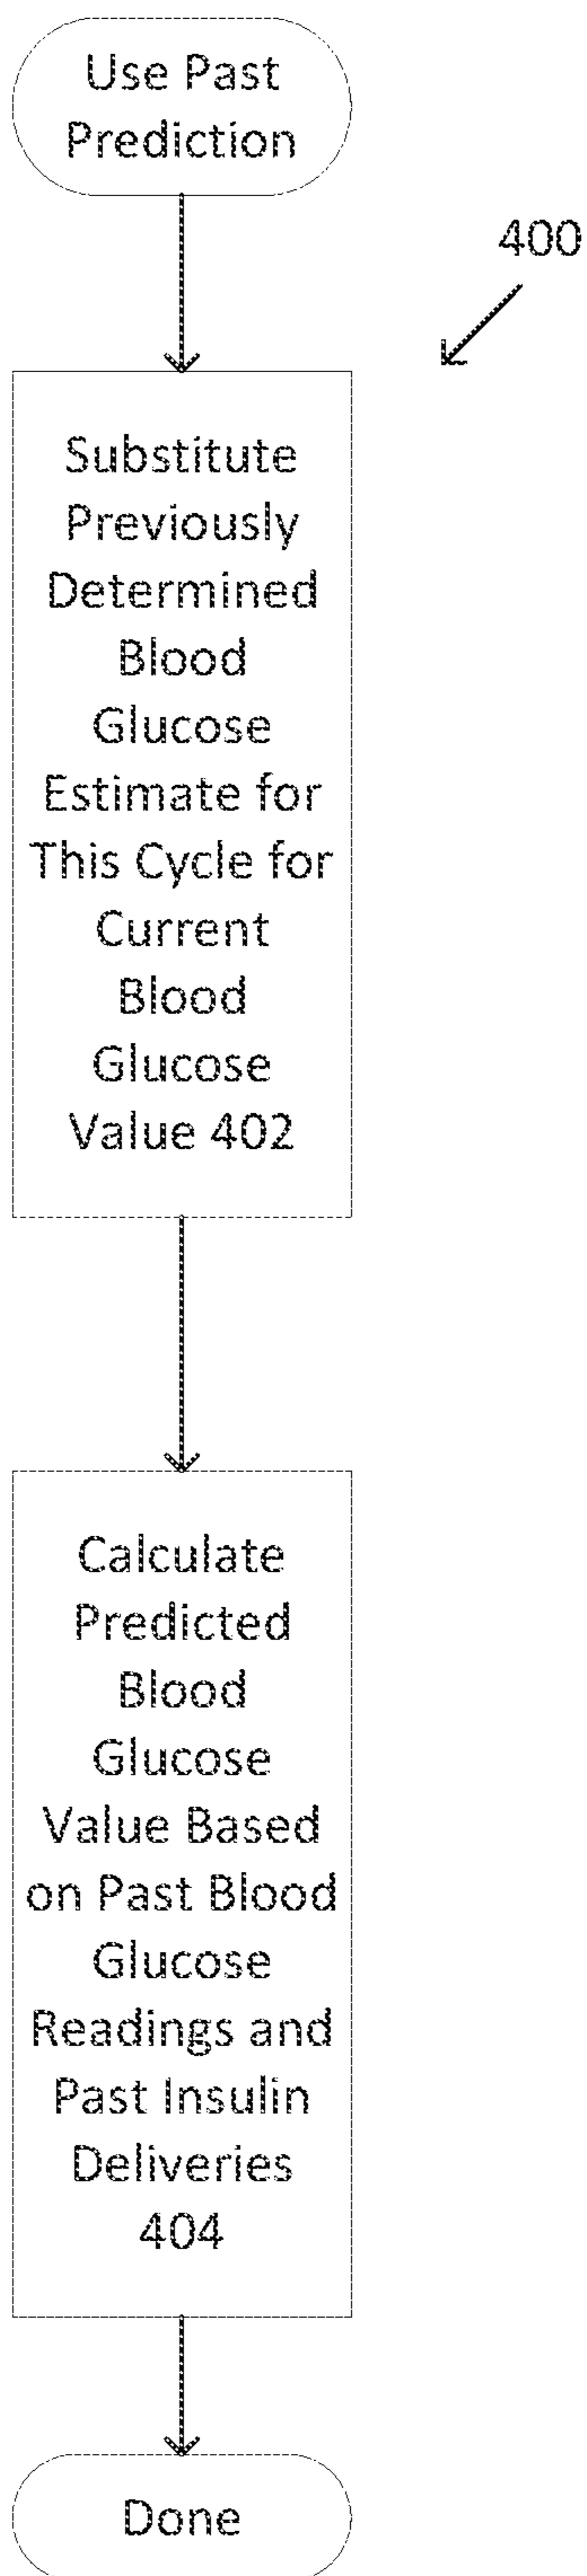 Use Past
Prediction
400
Substitute
Previously
Determined
Blood
Glucose
Estimate for
This Cycle for
Current
Blood
Glucose
Value 402
Calculate
Predicted
Blood
Glucose
Value Based
on Past Blood
Glucose
Readings and
Past Insulin
Deliveries
404
Done